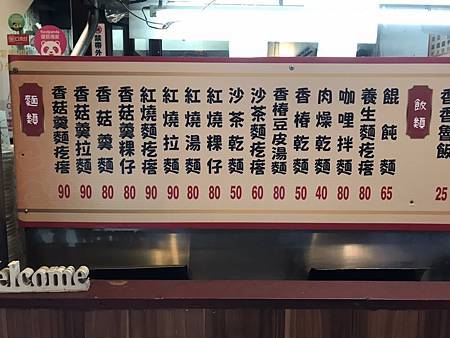 foodpanda
麵類
香菇羹麵疙瘩 90
香菇羹拉麵 90
香菇羹麵 80
香菇羹粿仔 80
紅燒麵疙瘩 90
紅燒拉麵 90
紅燒湯麵 80
紅燒粿仔 80
沙茶乾麵 50
沙茶麵疙瘩 60
香椿豆皮湯麵 80
香椿乾麵 50
肉燥乾麵 40
咖哩拌麵 80
養生麵疙瘩 80
餛飩麵 65
飯類
魯飯 25
elcome